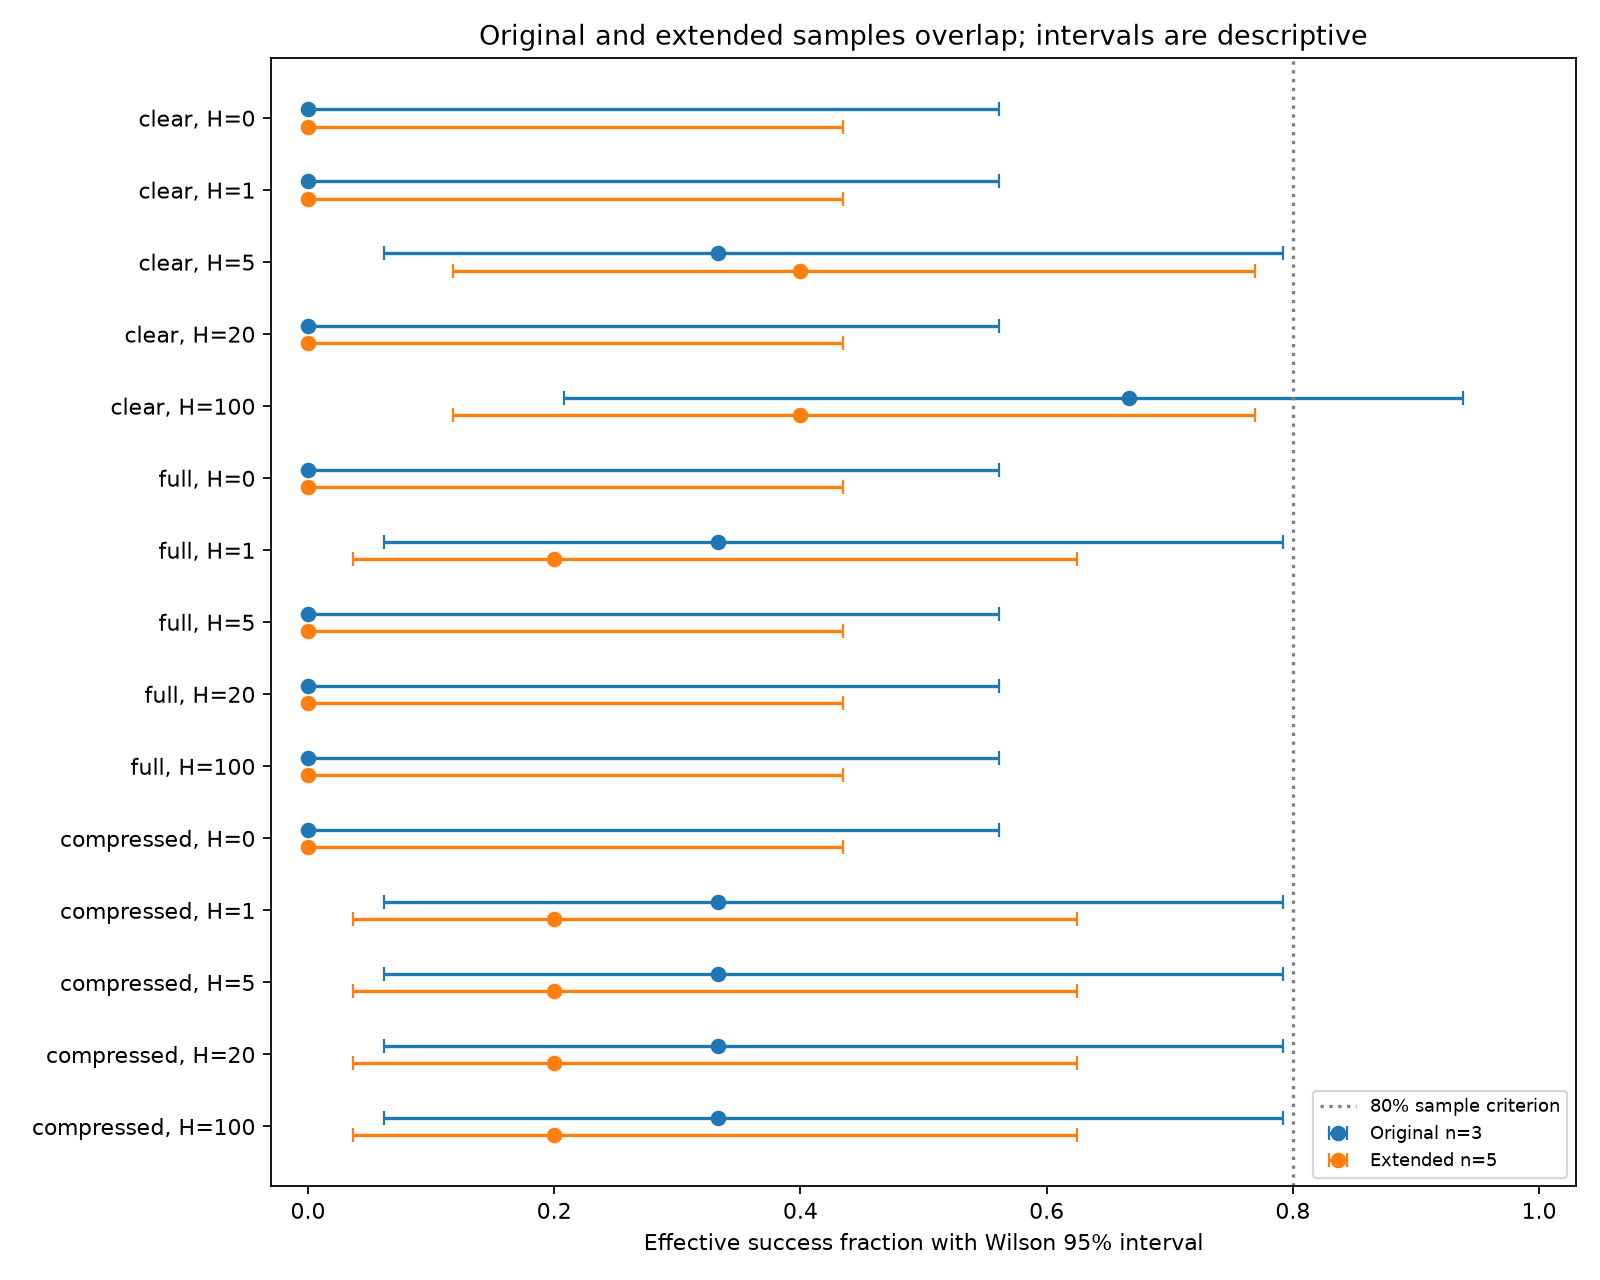 Original and extended samples overlap; intervals are descriptive
clear, H=0
clear, H=1
clear, H=5
clear, H=20
clear, H=100
full, H=0
full, H=1
full, H=5
full, H=20
full, H=100
compressed, H=0
compressed, H=1
compressed, H=5
compressed, H=20
compressed, H=100
80% sample criterion
Original n=3
Extended n=5
0.0 0.2 0.4 0.6 0.8 1.0
Effective success fraction with Wilson 95% interval